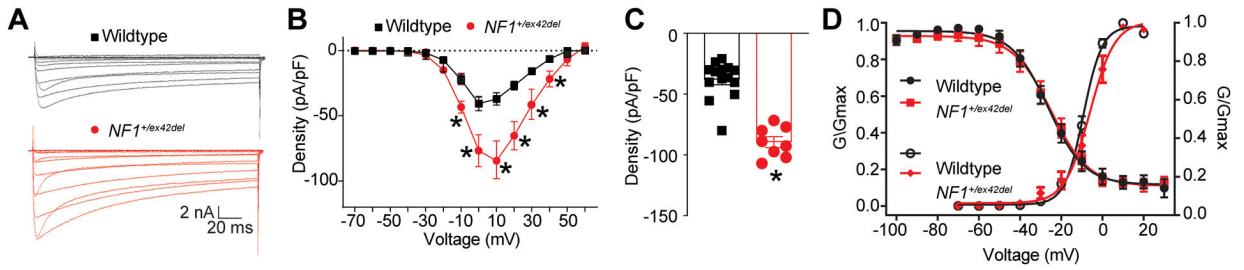 A
Wildtype
NF1+/ex42del
2 nA
20 ms
B
Wildtype
NF1+/ex42del
0
-50
-100
Density (pA/pF)
* * * * * *
-70 -50 -30 -10 10 30 50
Voltage (mV)
C
0
-50
-100
-150
Density (pA/pF)
*
D
1.0
0.8
0.6
0.4
0.2
0.0
G\Gmax
Wildtype
NF1+/ex42del
Wildtype
NF1+/ex42del
1.0
0.8
0.6
0.4
0.2
0.0
G/Gmax
-100 -80 -60 -40 -20 0 20
Voltage (mV)